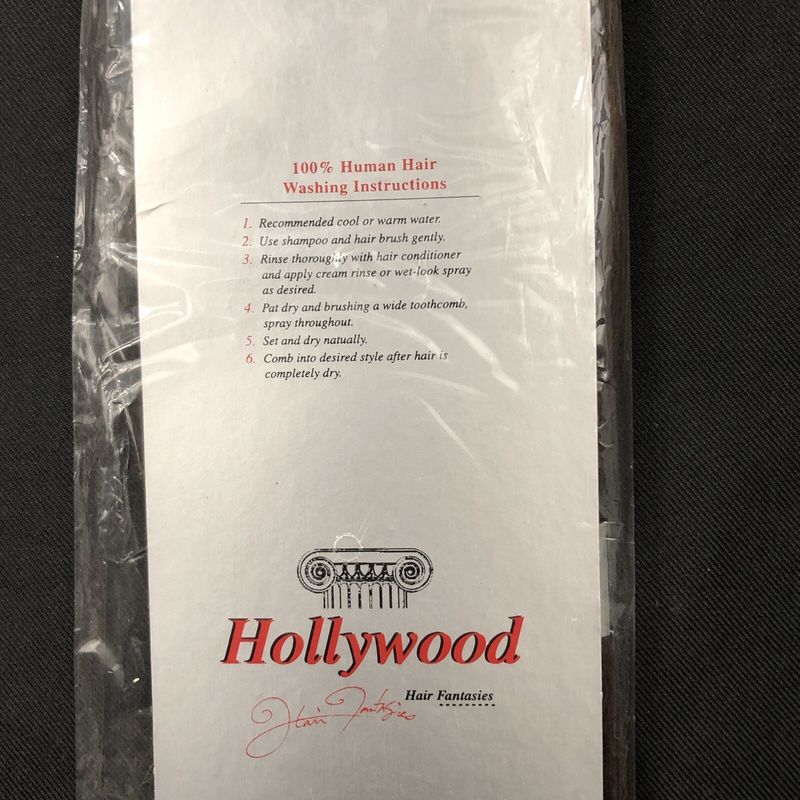 100% Human Hair
Washing Instructions
1. Recommended cool or warm water.
2. Use shampoo and hair brush gently.
3. Rinse thoroughly with hair conditioner
and apply cream rinse or wet-look spray
as desired.
4. Pat dry and brushing a wide toothcomb,
spray throughout.
5. Set and dry natually.
6. Comb into desired style after hair is
completely dry.
Hollywood
Hair Fantasies
Hair Fantasies